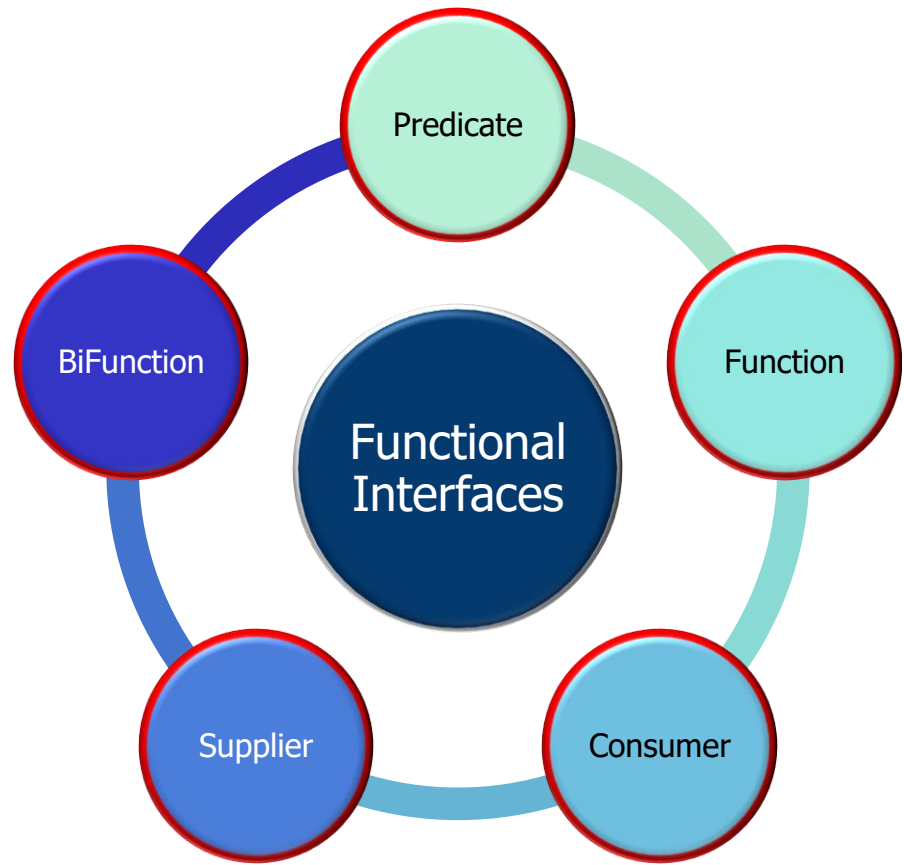 Predicate
BiFunction
Function
Functional
Interfaces
Supplier
Consumer